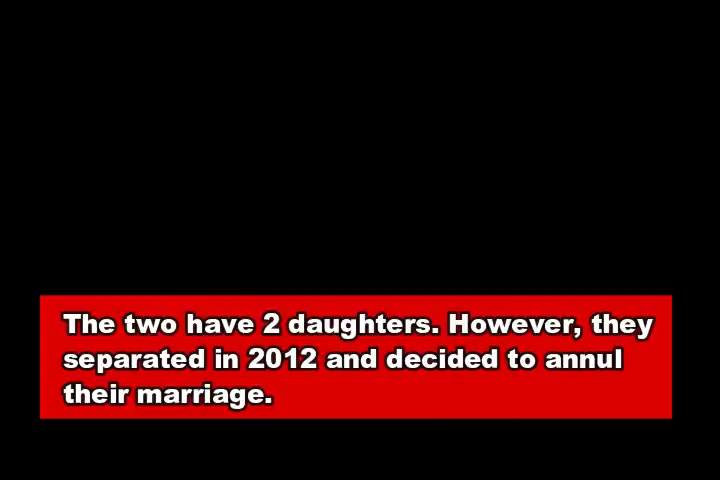 The two have 2 daughters. However, they
separated in 2012 and decided to annul
their marriage.